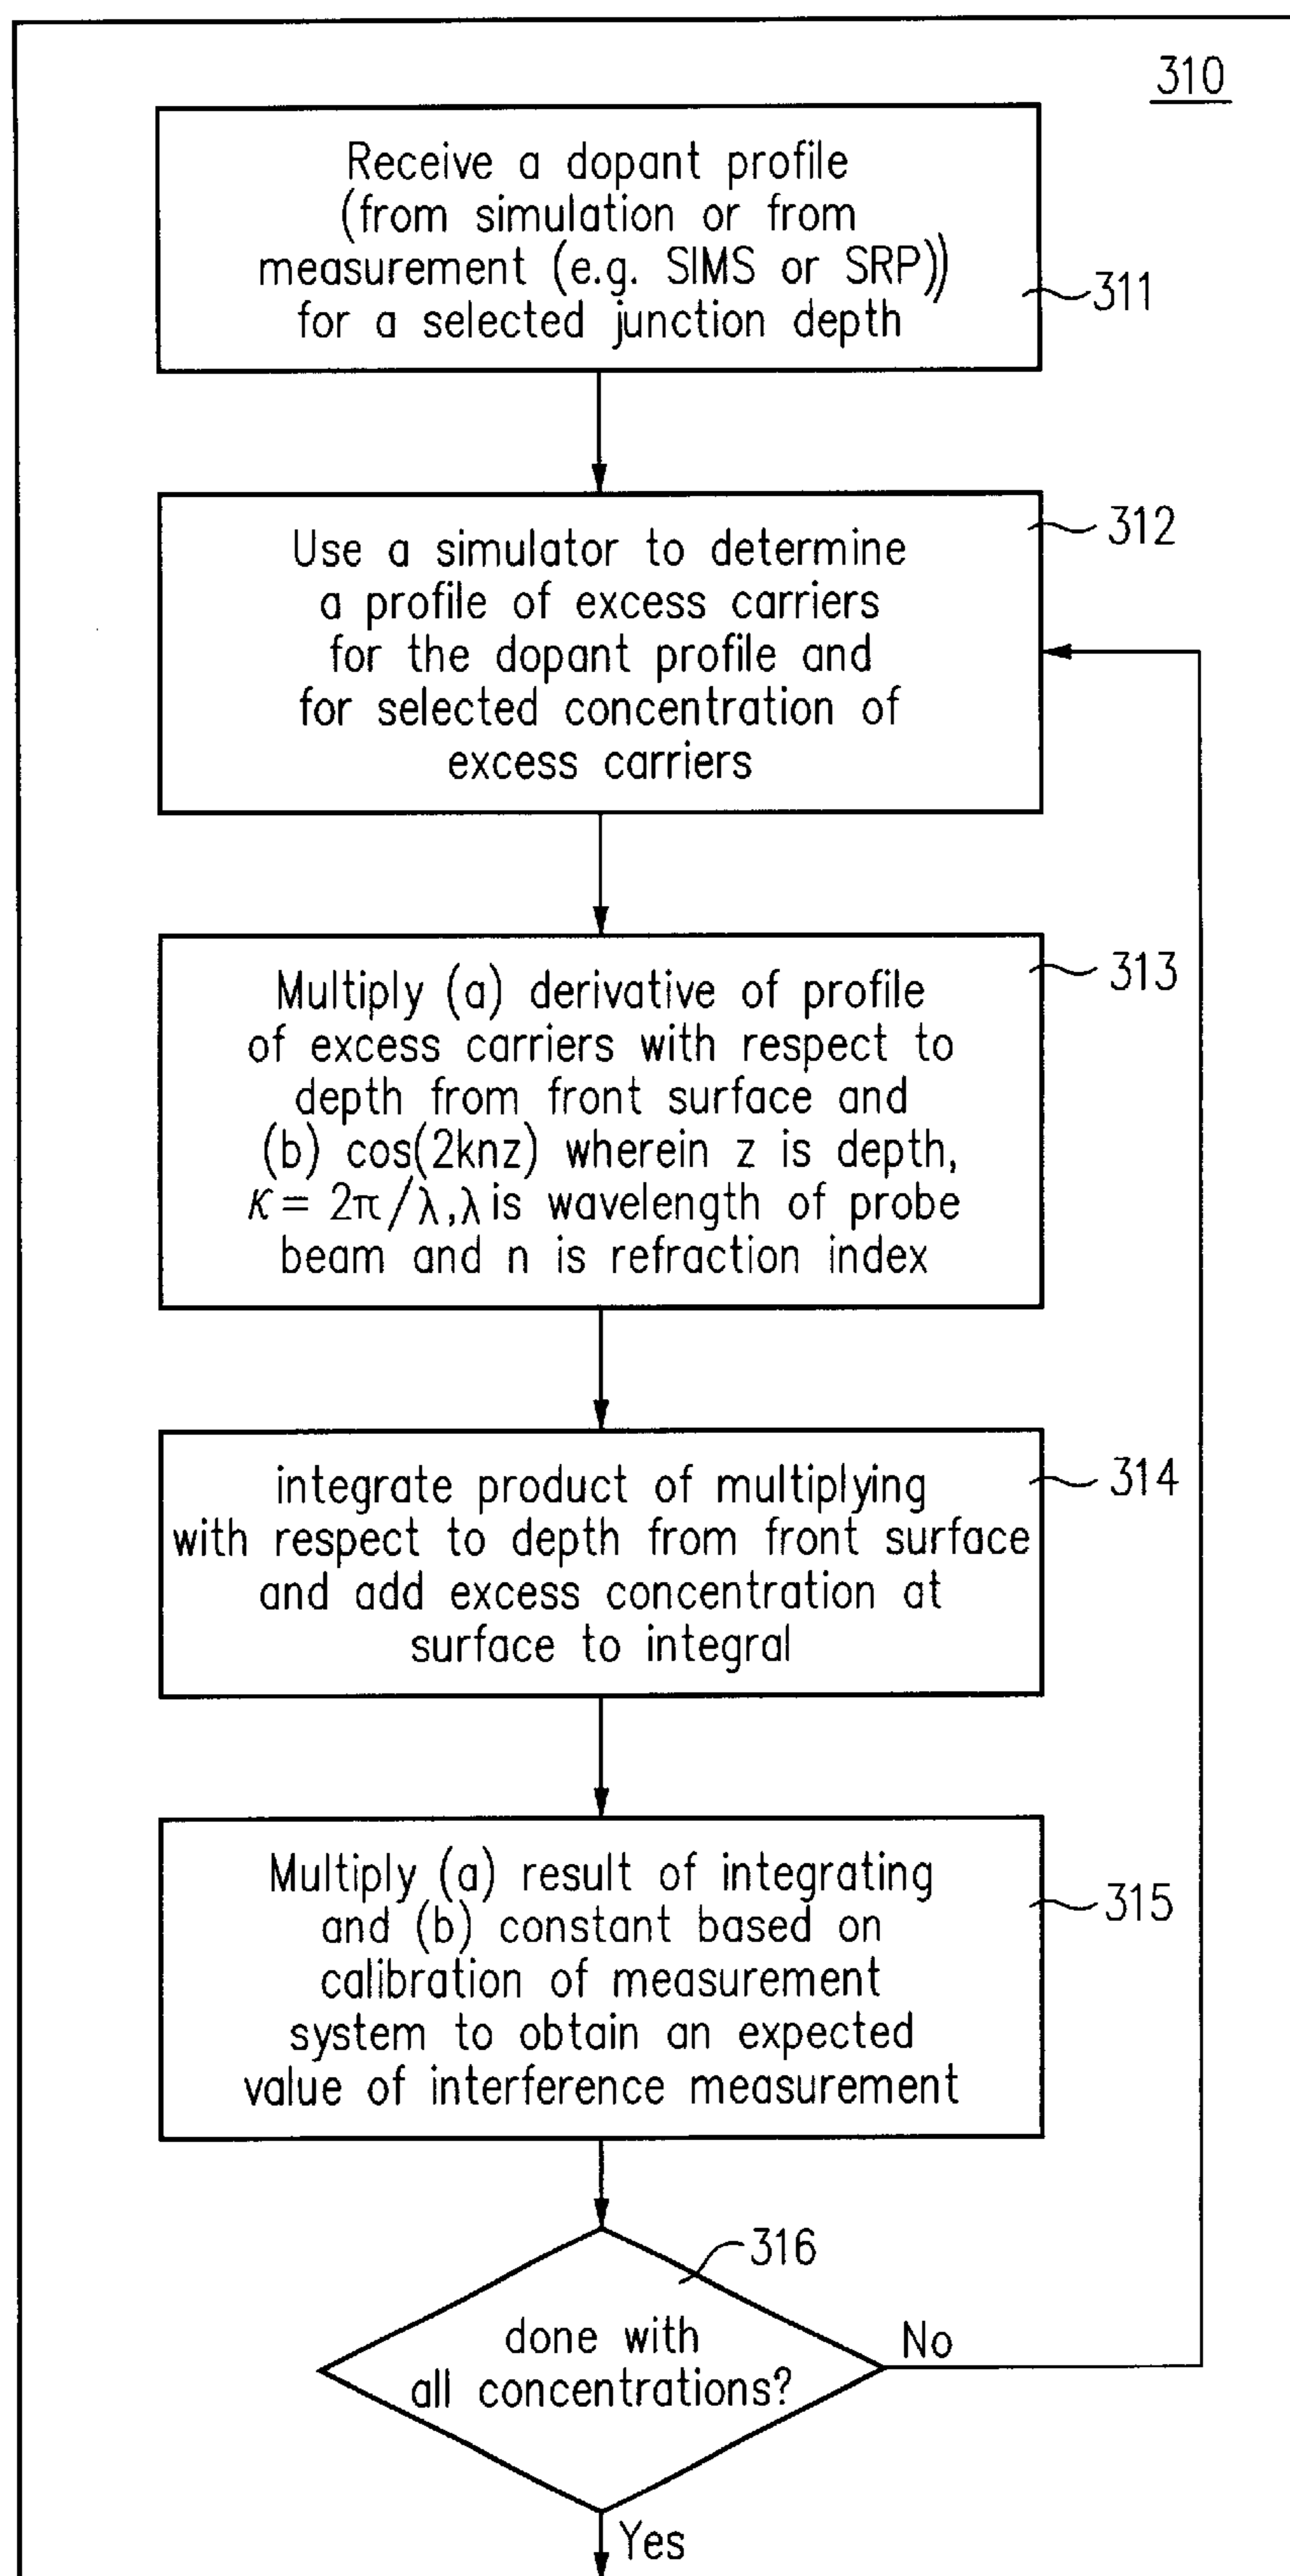 310
Receive a dopant profile
(from simulation or from
measurement (e.g. SIMS or SRP))
for a selected junction depth
311
Use a simulator to determine
a profile of excess carriers
for the dopant profile and
for selected concentration of
excess carriers
312
Multiply (a) derivative of profile
of excess carriers with respect to
depth from front surface and
(b) cos(2knz) wherein z is depth,
κ = 2π/λ, λ is wavelength of probe
beam and n is refraction index
313
integrate product of multiplying
with respect to depth from front surface
and add excess concentration at
surface to integral
314
Multiply (a) result of integrating
and (b) constant based on
calibration of measurement
system to obtain an expected
value of interference measurement
315
316
done with
all concentrations?
No
Yes